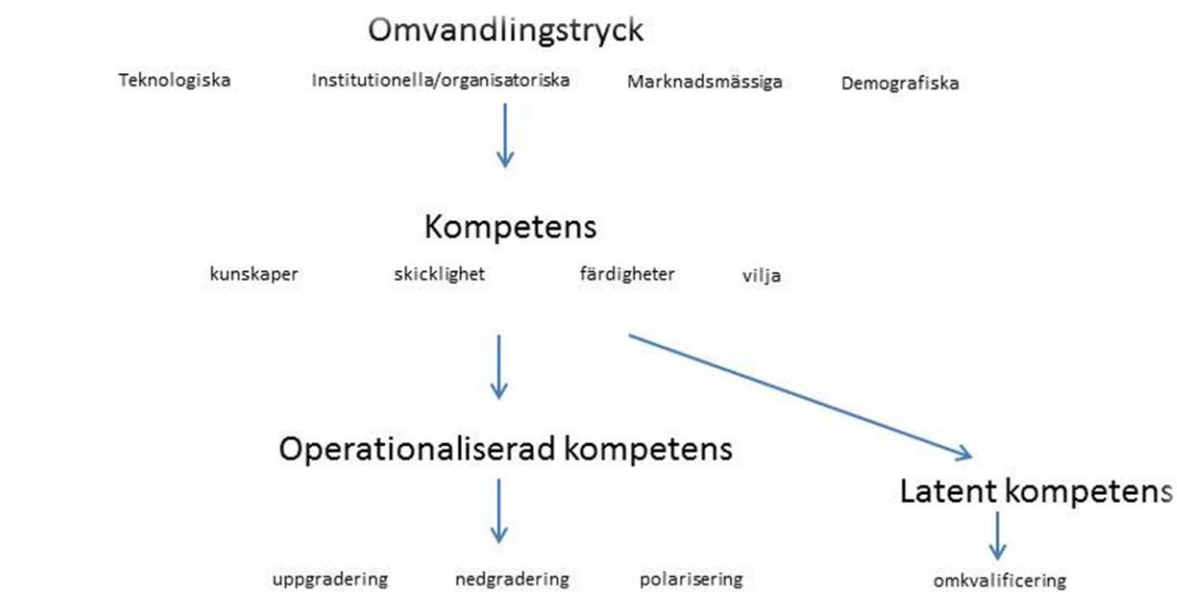 Omvandlingstryck
Teknologiska Institutionella/organisatoriska Marknadsmässiga Demografiska
Kompetens
kunskaper skicklighet färdigheter vilja
Operationaliserad kompetens
Latent kompetens
uppgradering nedgradering polarisering omkvalificering